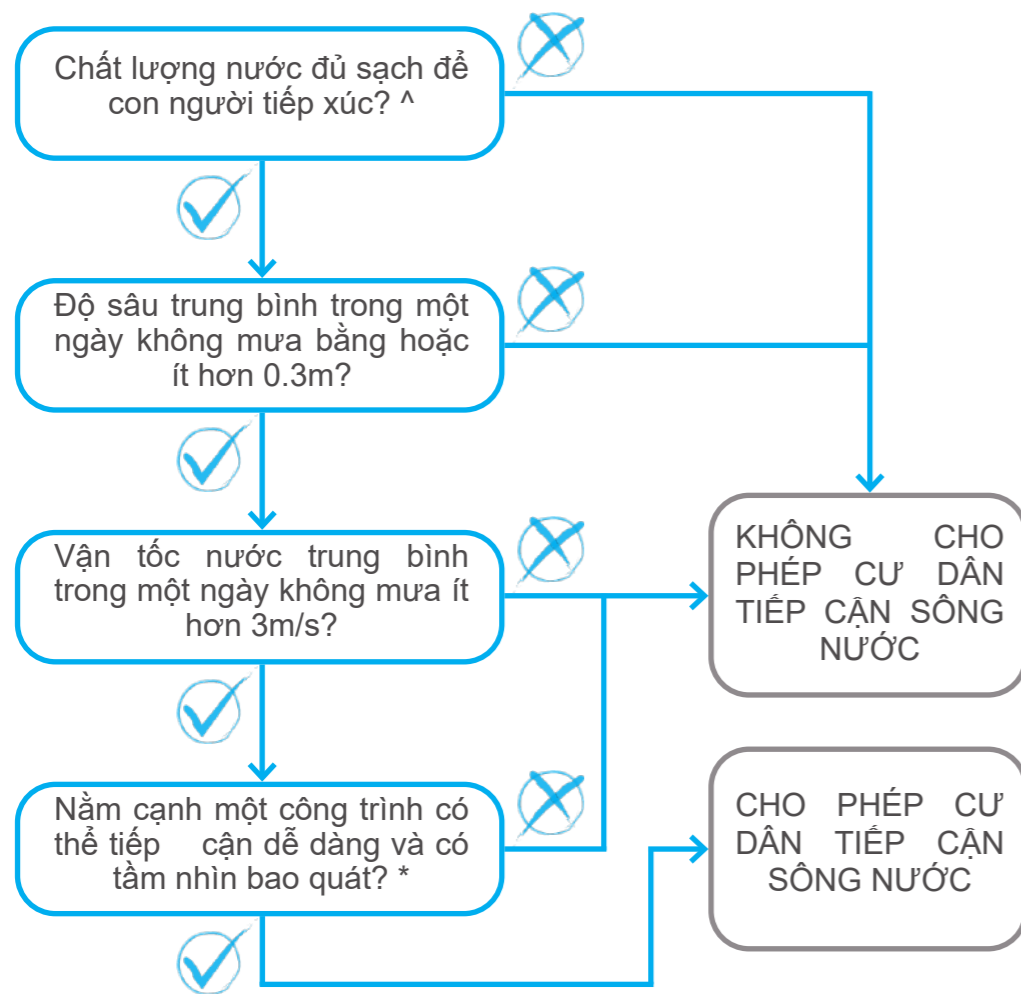 Chất lượng nước đủ sạch để
con người tiếp xúc? ^
Độ sâu trung bình trong một
ngày không mưa bằng hoặc
ít hơn 0.3m?
Vận tốc nước trung bình
trong một ngày không mưa ít
hơn 3m/s?
Nằm cạnh một công trình có
thể tiếp cận dễ dàng và có
tầm nhìn bao quát? *
KHÔNG CHO
PHÉP CƯ DÂN
TIẾP CẬN SÔNG
NƯỚC
CHO PHÉP CƯ
DÂN TIẾP CẬN
SÔNG NƯỚC